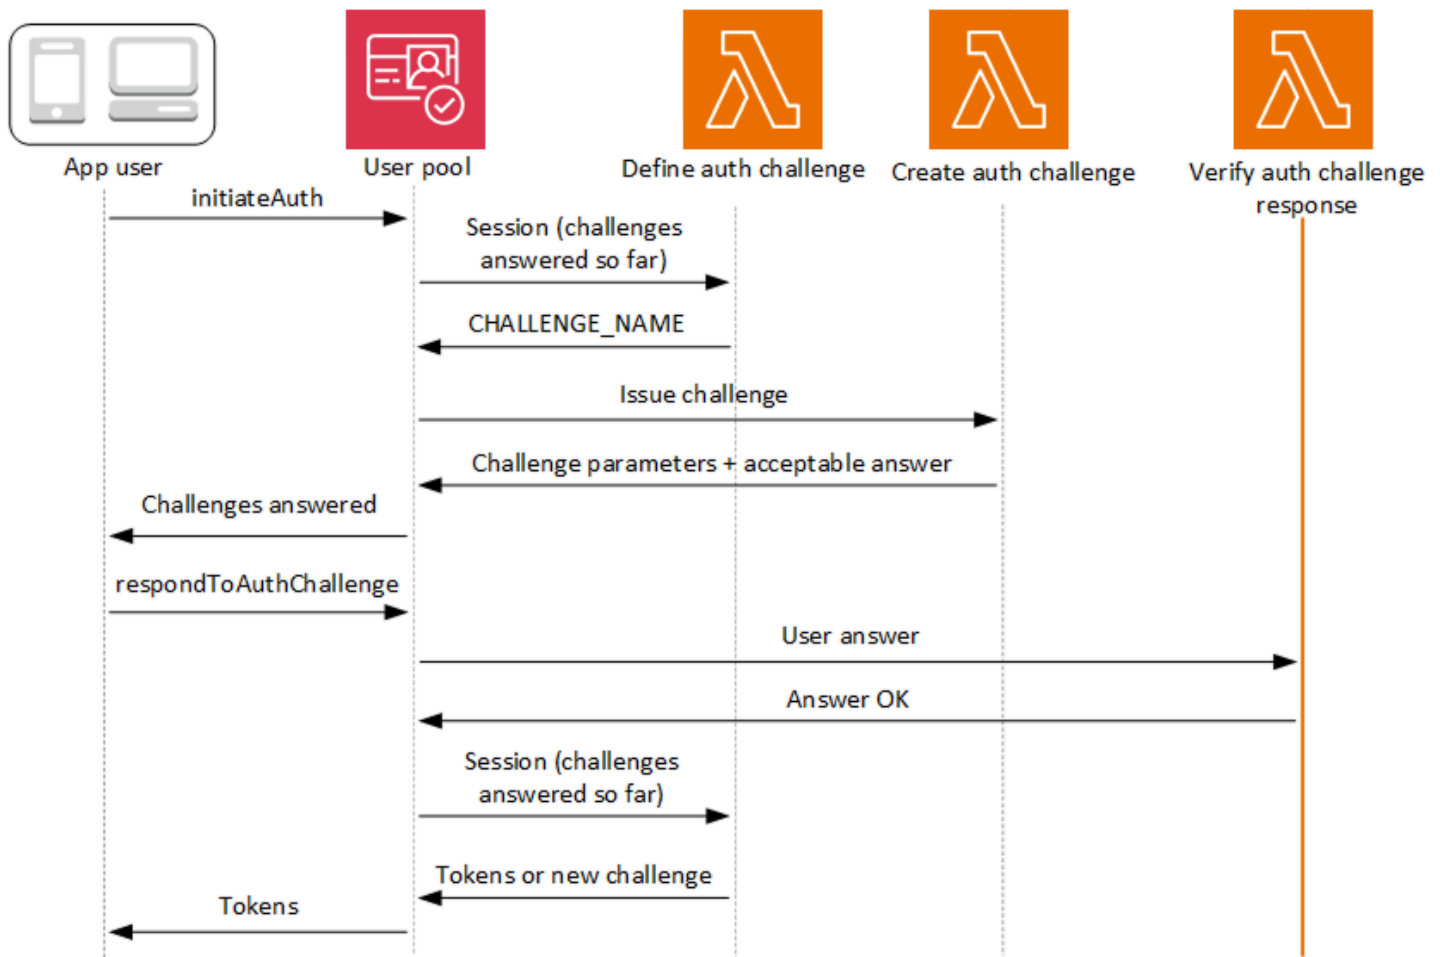 App user
User pool
Define auth challenge
Create auth challenge
Verify auth challenge
response
initiateAuth
Session (challenges
answered so far)
CHALLENGE_NAME
Issue challenge
Challenge parameters + acceptable answer
Challenges answered
respondToAuthChallenge
User answer
Answer OK
Session (challenges
answered so far)
Tokens or new challenge
Tokens